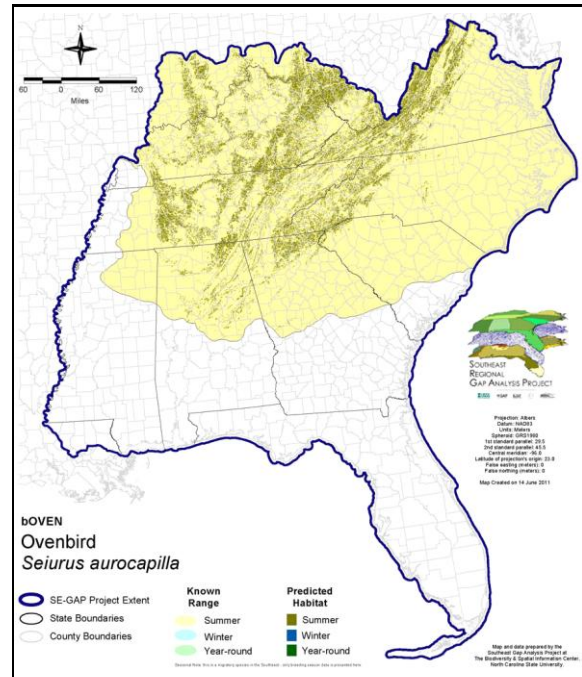 N
60 0 60 120
Miles
SOUTHEAST
REGIONAL
GAP ANALYSIS PROJECT
Projection: Albers
Datum: NAD83
Units: Meters
Spheroid: GRS1980
1st standard parallel: 29.5
2nd standard parallel: 45.5
Central meridian: -96.0
Latitude of projection's origin: 23.0
False easting (meters): 0
False northing (meters): 0
Map Created on 14 June 2011
bOVEN
Ovenbird
Seiurus aurocapilla
SE-GAP Project Extent
State Boundaries
County Boundaries
Known
Range
Summer
Winter
Year-round
Predicted
Habitat
Summer
Winter
Year-round
Map and data prepared by the
Southeast Gap Analysis Project at
The Biodiversity & Spatial Information Center,
North Carolina State University.